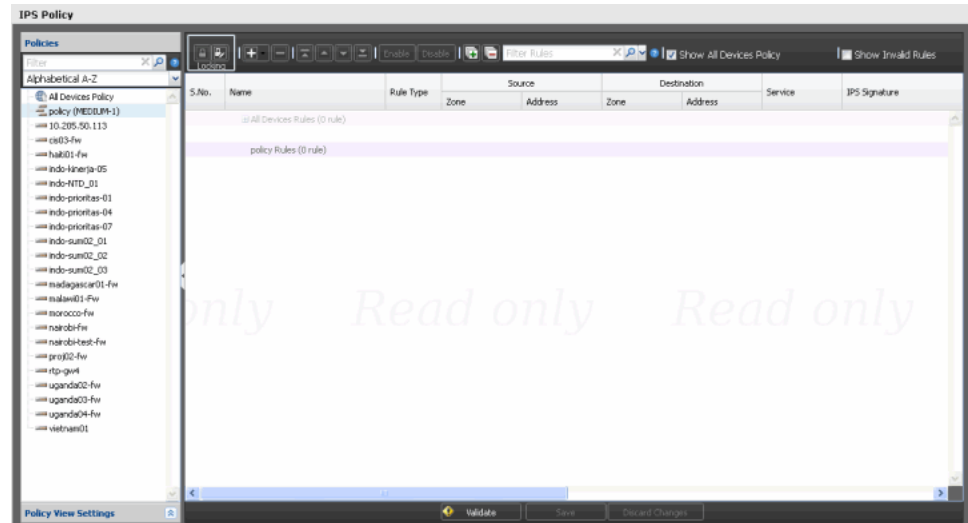 IPS Policy
Policies
Filter
Alphabetical A-Z
All Devices Policy
policy (MEDIUM-1)
10.205.50.113
cis03-fw
haiti01-fw
indo-kinerja-05
indo-NTD_01
indo-prioritas-01
indo-prioritas-04
indo-prioritas-07
indo-sum02_01
indo-sum02_02
indo-sum02_03
madagascar01-fw
malawi01-Fw
morocco-fw
nairobi-fw
nairobi-test-fw
proj02-fw
rtp-gw4
uganda02-fw
uganda03-fw
uganda04-fw
vietnam01
Policy View Settings
Locking
Enable Disable Filter Rules Show All Devices Policy Show Invalid Rules
S.No. Name Rule Type Source Destination Service IPS Signature
Zone Address Zone Address
All Devices Rules (0 rule)
policy Rules (0 rule)
only Read only Read only
Validate Save Discard Changes